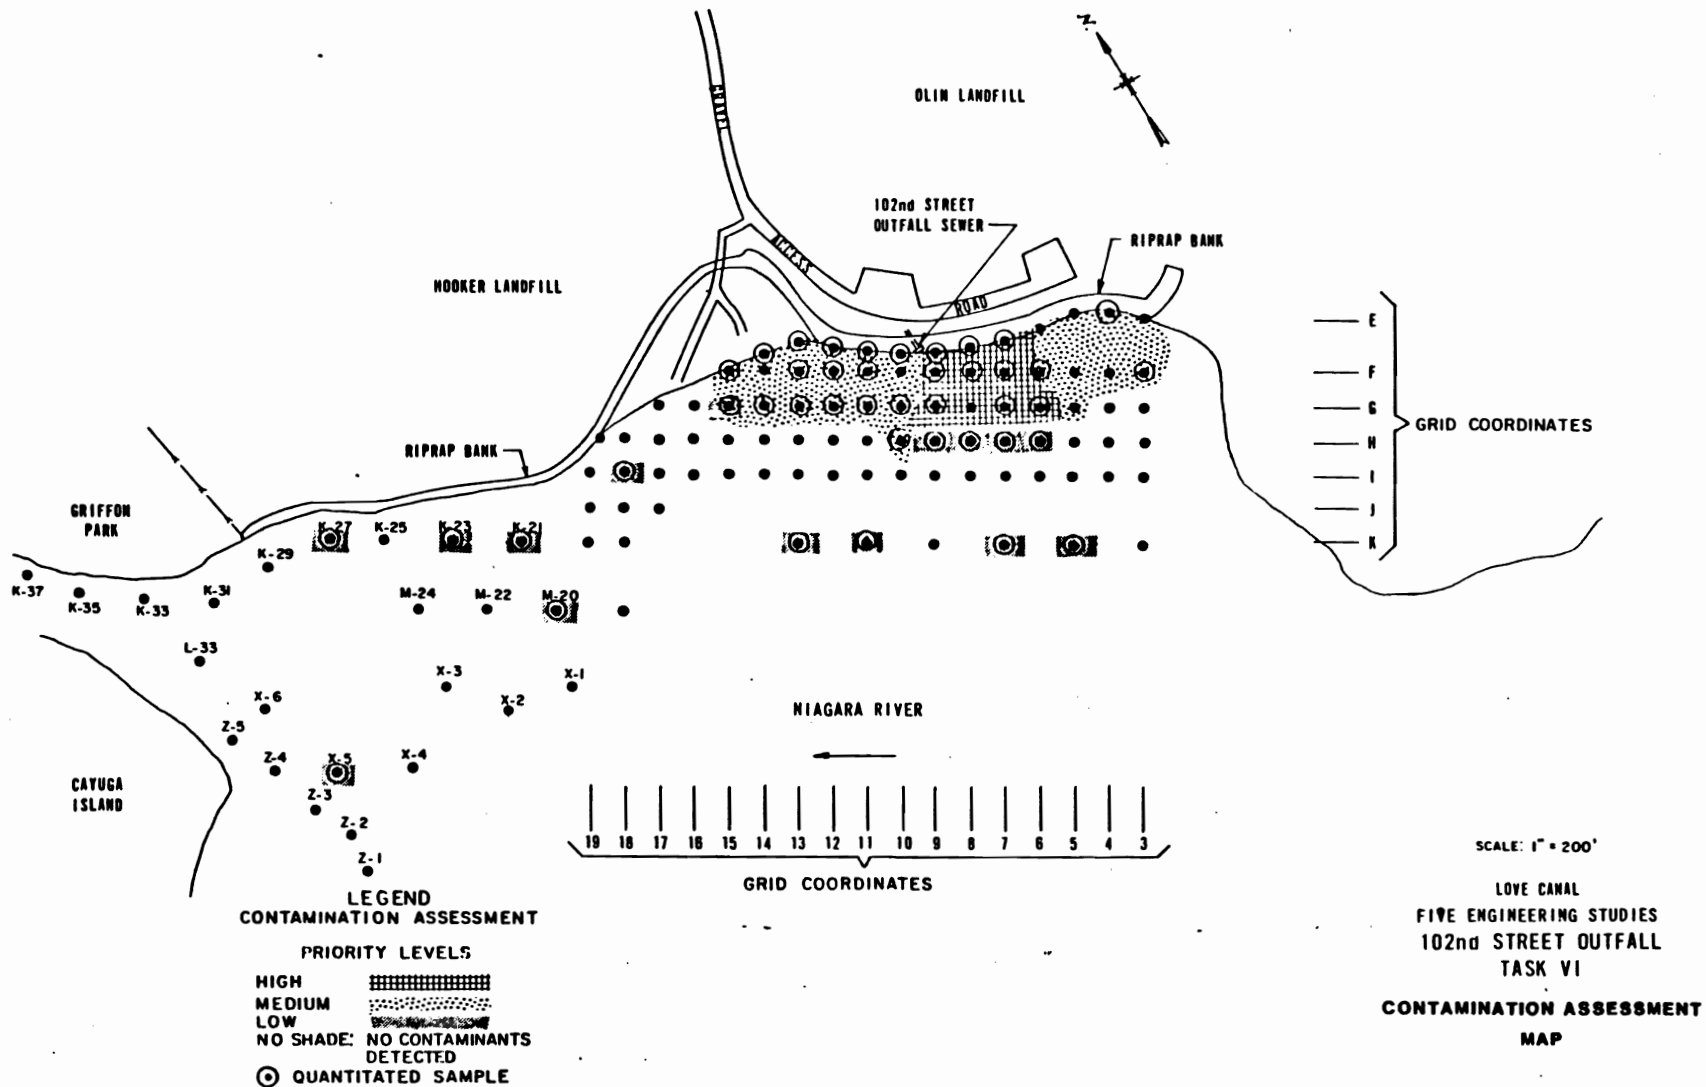 N
OLIN LANDFILL
102nd STREET
OUTFALL SEWER
RIPRAP BANK
HOOKER LANDFILL
GRAVEL
ACCESS
ROAD
E
F
G
H
I
J
K
GRID COORDINATES
RIPRAP BANK
GRIFFON
PARK
K-27
K-25
K-23
K-21
K-29
K-37
K-35
K-33
K-31
M-24
M-22
M-20
L-33
X-3
X-2
X-1
X-6
Z-5
Z-4
X-5
X-4
Z-3
Z-2
Z-1
NIAGARA RIVER
CAYUGA
ISLAND
19 18 17 16 15 14 13 12 11 10 9 8 7 6 5 4 3
GRID COORDINATES
LEGEND
CONTAMINATION ASSESSMENT
PRIORITY LEVELS
HIGH
MEDIUM
LOW
NO SHADE: NO CONTAMINANTS
DETECTED
QUANTITATED SAMPLE
SCALE: 1" = 200'
LOVE CANAL
FIVE ENGINEERING STUDIES
102nd STREET OUTFALL
TASK VI
CONTAMINATION ASSESSMENT
MAP